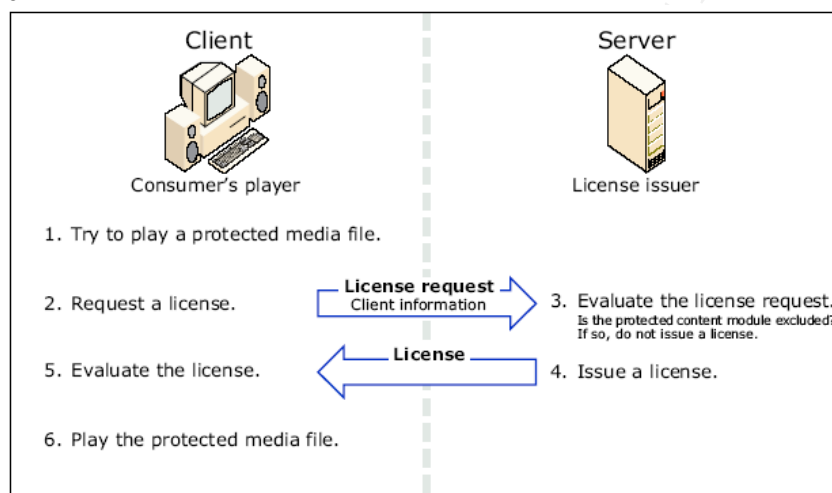 Client
Server
Consumer's player
License issuer
1. Try to play a protected media file.
License request
2. Request a license.
Client information
3. Evaluate the license request.
Is the protected content module excluded?
If so, do not issue a license.
License
5. Evaluate the license.
4. Issue a license.
6. Play the protected media file.